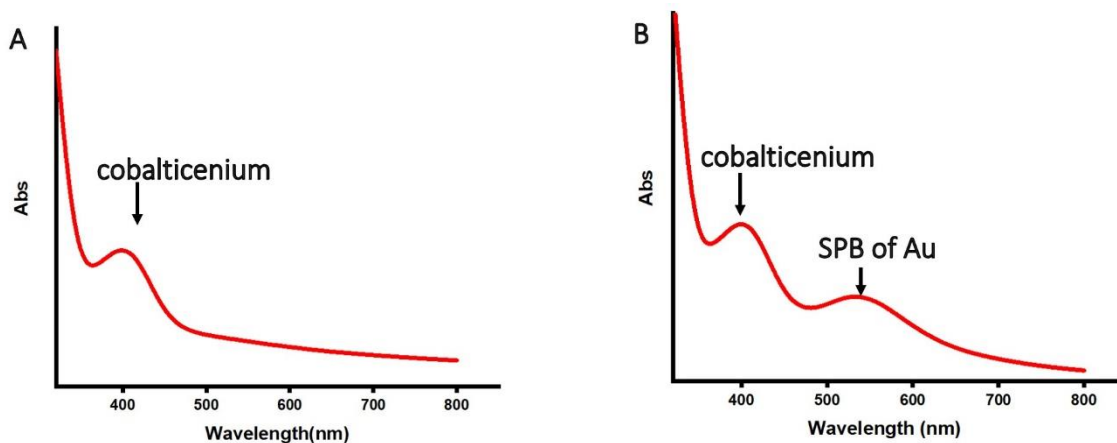 A
cobalticenium
Abs
400 500 600 700 800
Wavelength(nm)
B
cobalticenium
SPB of Au
Abs
400 500 600 700 800
Wavelength (nm)